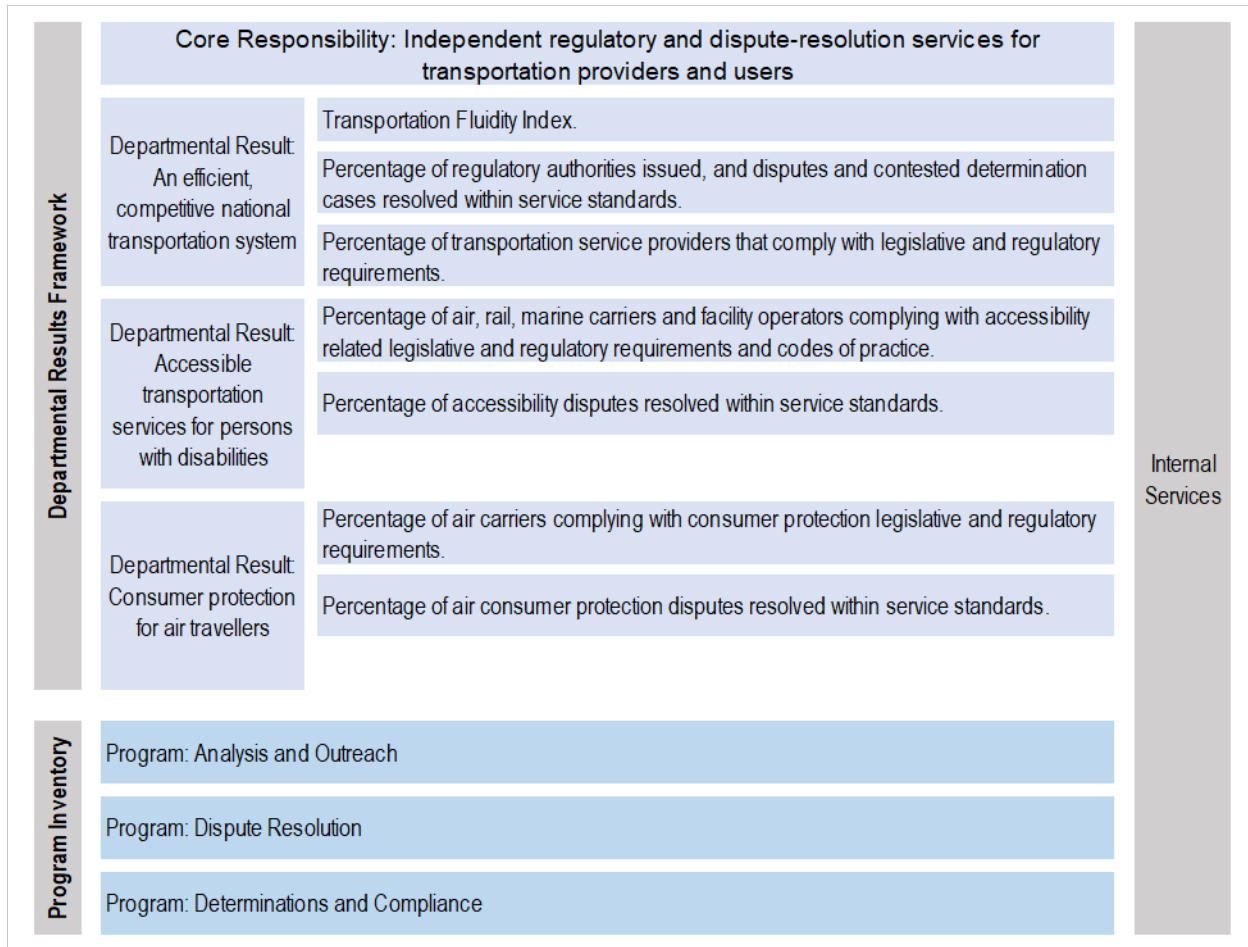 Departmental Results Framework
Core Responsibility: Independent regulatory and dispute-resolution services for
transportation providers and users
Departmental Result:
An efficient,
competitive national
transportation system
Transportation Fluidity Index.
Percentage of regulatory authorities issued, and disputes and contested determination
cases resolved within service standards.
Percentage of transportation service providers that comply with legislative and regulatory
requirements.
Departmental Result:
Accessible
transportation
services for persons
with disabilities
Percentage of air, rail, marine carriers and facility operators complying with accessibility
related legislative and regulatory requirements and codes of practice.
Percentage of accessibility disputes resolved within service standards.
Departmental Result:
Consumer protection
for air travellers
Percentage of air carriers complying with consumer protection legislative and regulatory
requirements.
Percentage of air consumer protection disputes resolved within service standards.
Internal
Services
Program Inventory
Program: Analysis and Outreach
Program: Dispute Resolution
Program: Determinations and Compliance